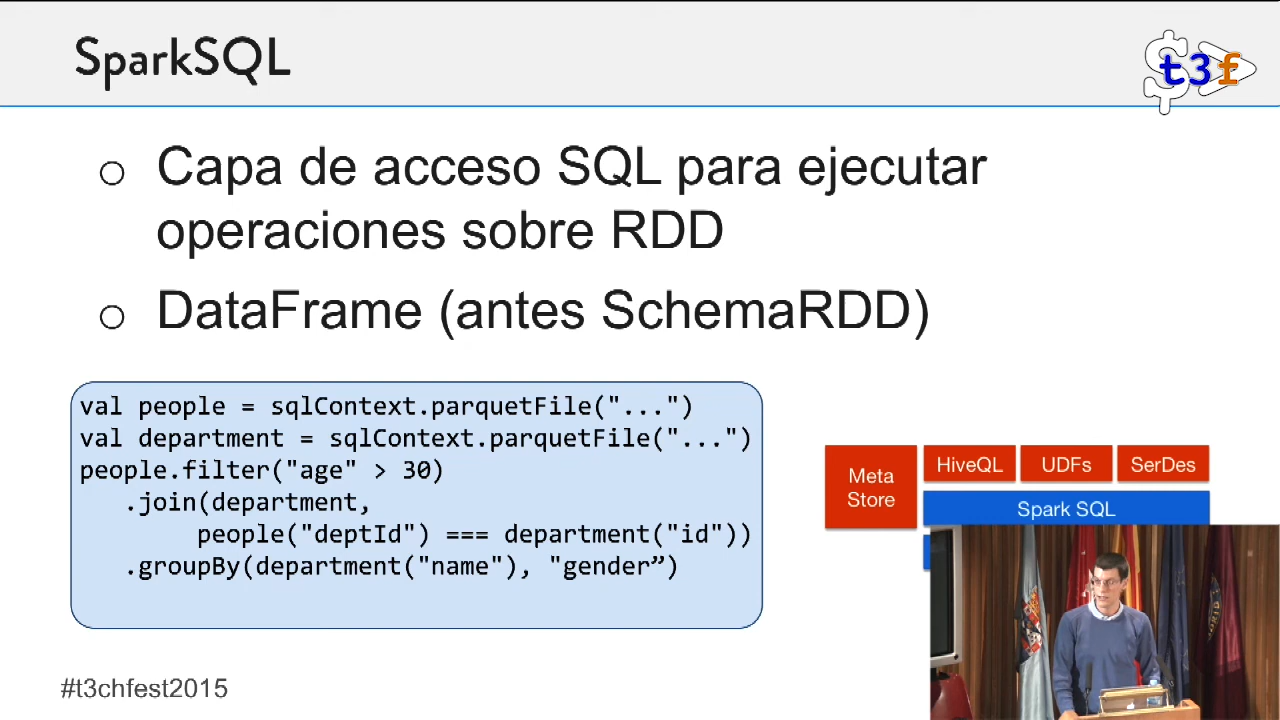 SparkSQL
t3f
o Capa de acceso SQL para ejecutar
operaciones sobre RDD
o DataFrame (antes SchemaRDD)
val people = sqlContext.parquetFile("...")
val department = sqlContext.parquetFile("...")
people.filter("age" > 30)
.join(department,
people("deptId") === department("id"))
.groupBy(department("name"), "gender”)
Meta
Store
HiveQL
UDFs
SerDes
Spark SQL
#t3chfest2015